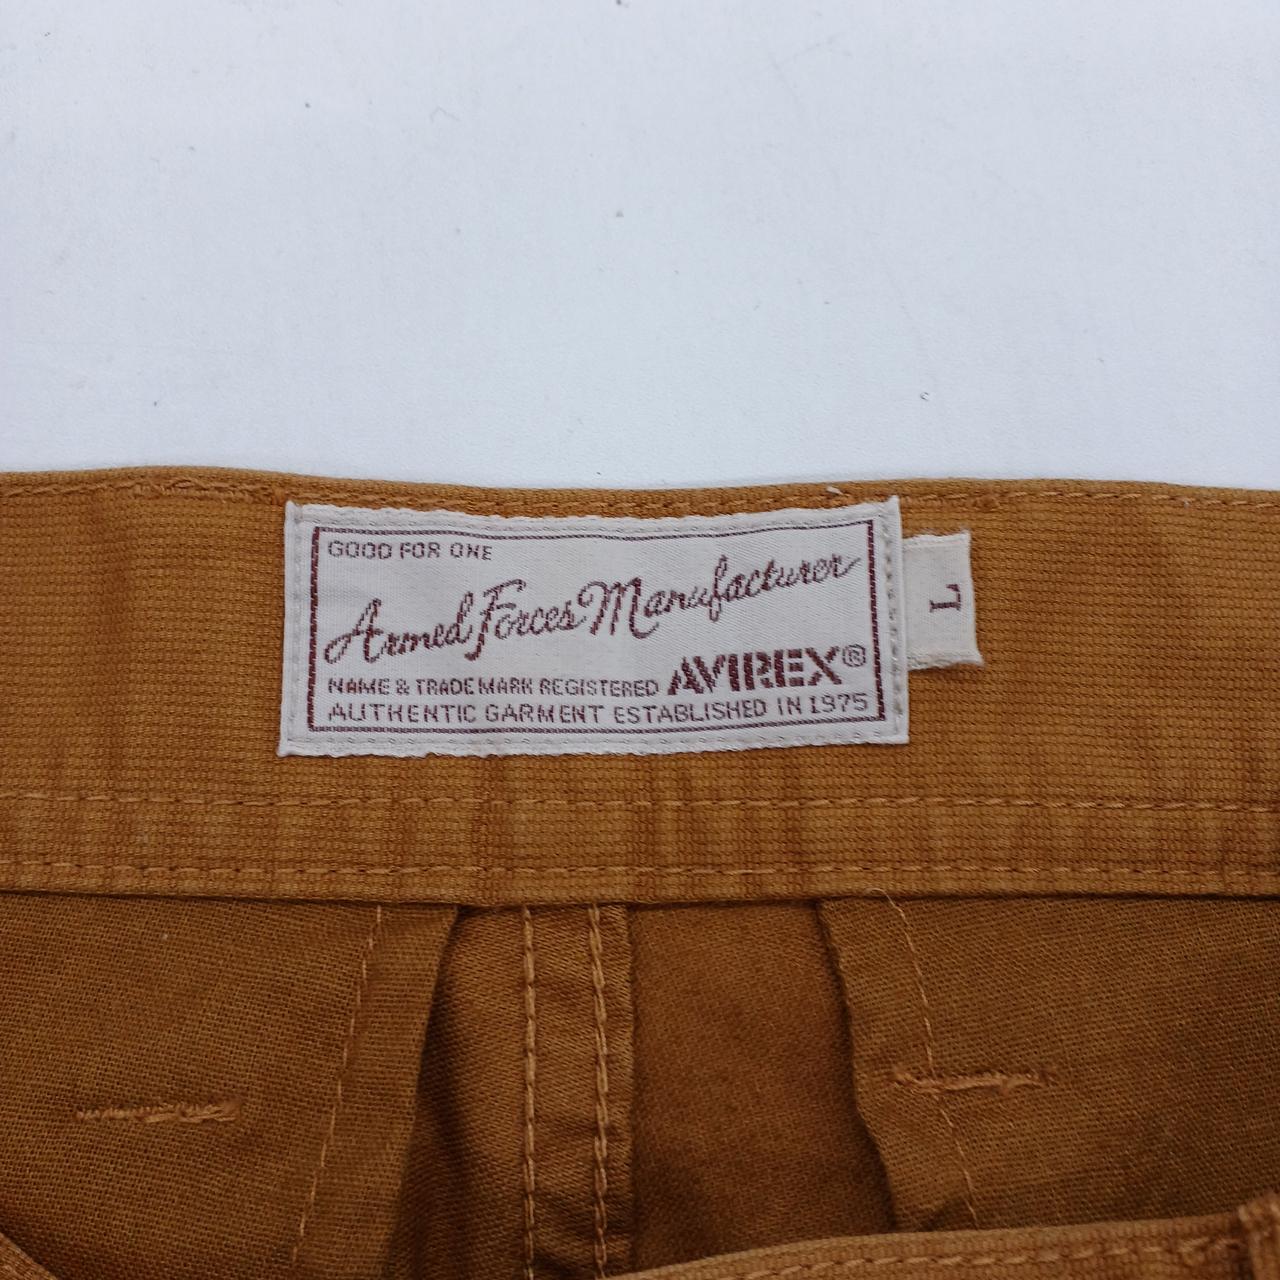 GOOD FOR ONE
Armed Forces Manufacturer
NAME & TRADE MARK REGISTERED AVIREX®
AUTHENTIC GARMENT ESTABLISHED IN 1975
L